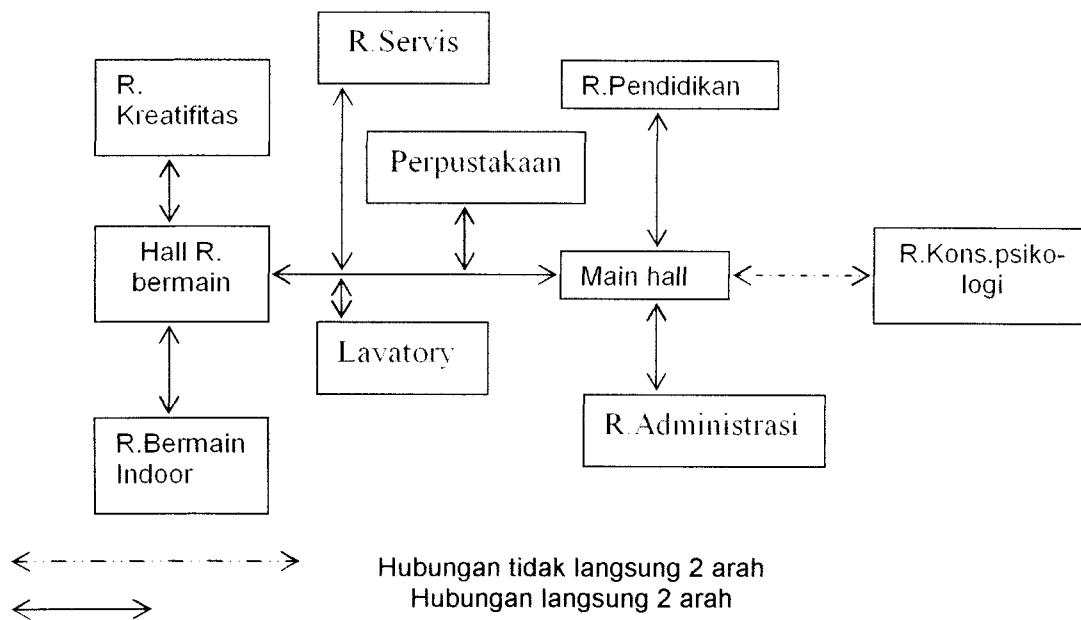 R.Servis
R.
Kreatifitas
R.Pendidikan
Perpustakaan
Hall R.
bermain
Main hall
R.Kons.psiko-
logi
Lavatory
R.Bermain
Indoor
R.Administrasi
Hubungan tidak langsung 2 arah
Hubungan langsung 2 arah